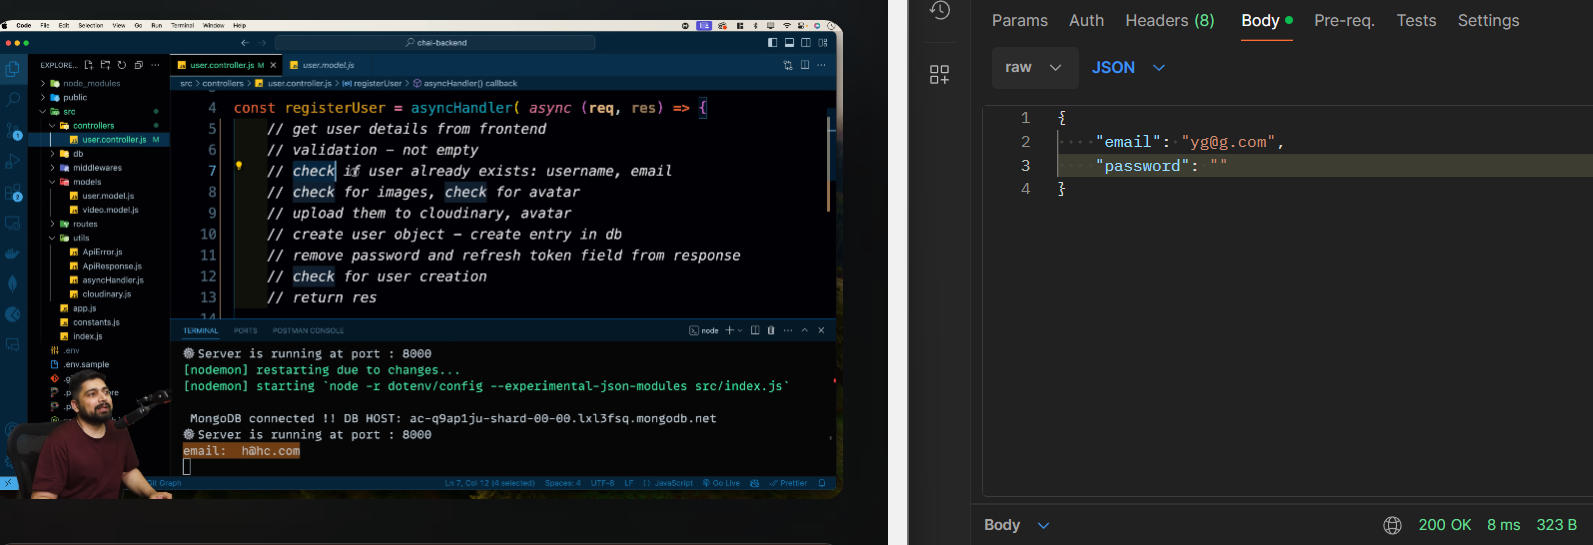 Code File Edit Selection View Go Run Terminal Window Help
chai-backend
EXPLORE...
user.controller.js M
user.model.js
src > controllers > user.controller.js > registerUser > asyncHandler() callback
node_modules
public
src
controllers
user.controller.js M
db
middlewares
models
user.model.js
video.model.js
routes
utils
ApiError.js
ApiResponse.js
asyncHandler.js
cloudinary.js
app.js
constants.js
index.js
.env
.env.sample
4 const registerUser = asyncHandler( async (req, res) => {
5 // get user details from frontend
6 // validation - not empty
7 // check if user already exists: username, email
8 // check for images, check for avatar
9 // upload them to cloudinary, avatar
10 // create user object - create entry in db
11 // remove password and refresh token field from response
12 // check for user creation
13 // return res
14
TERMINAL PORTS POSTMAN CONSOLE
node
Server is running at port : 8000
[nodemon] restarting due to changes...
[nodemon] starting `node -r dotenv/config --experimental-json-modules src/index.js`
MongoDB connected !! DB HOST: ac-q9ap1ju-shard-00-00.lxl3fsq.mongodb.net
Server is running at port : 8000
email: h@hc.com
Git Graph
Ln 7, Col 12 (4 selected) Spaces: 4 UTF-8 LF JavaScript Go Live Prettier
Params Auth Headers (8) Body Pre-req. Tests Settings
raw JSON
1 {
2 "email": "yg@g.com",
3 "password": ""
4 }
Body
200 OK 8 ms 323 B